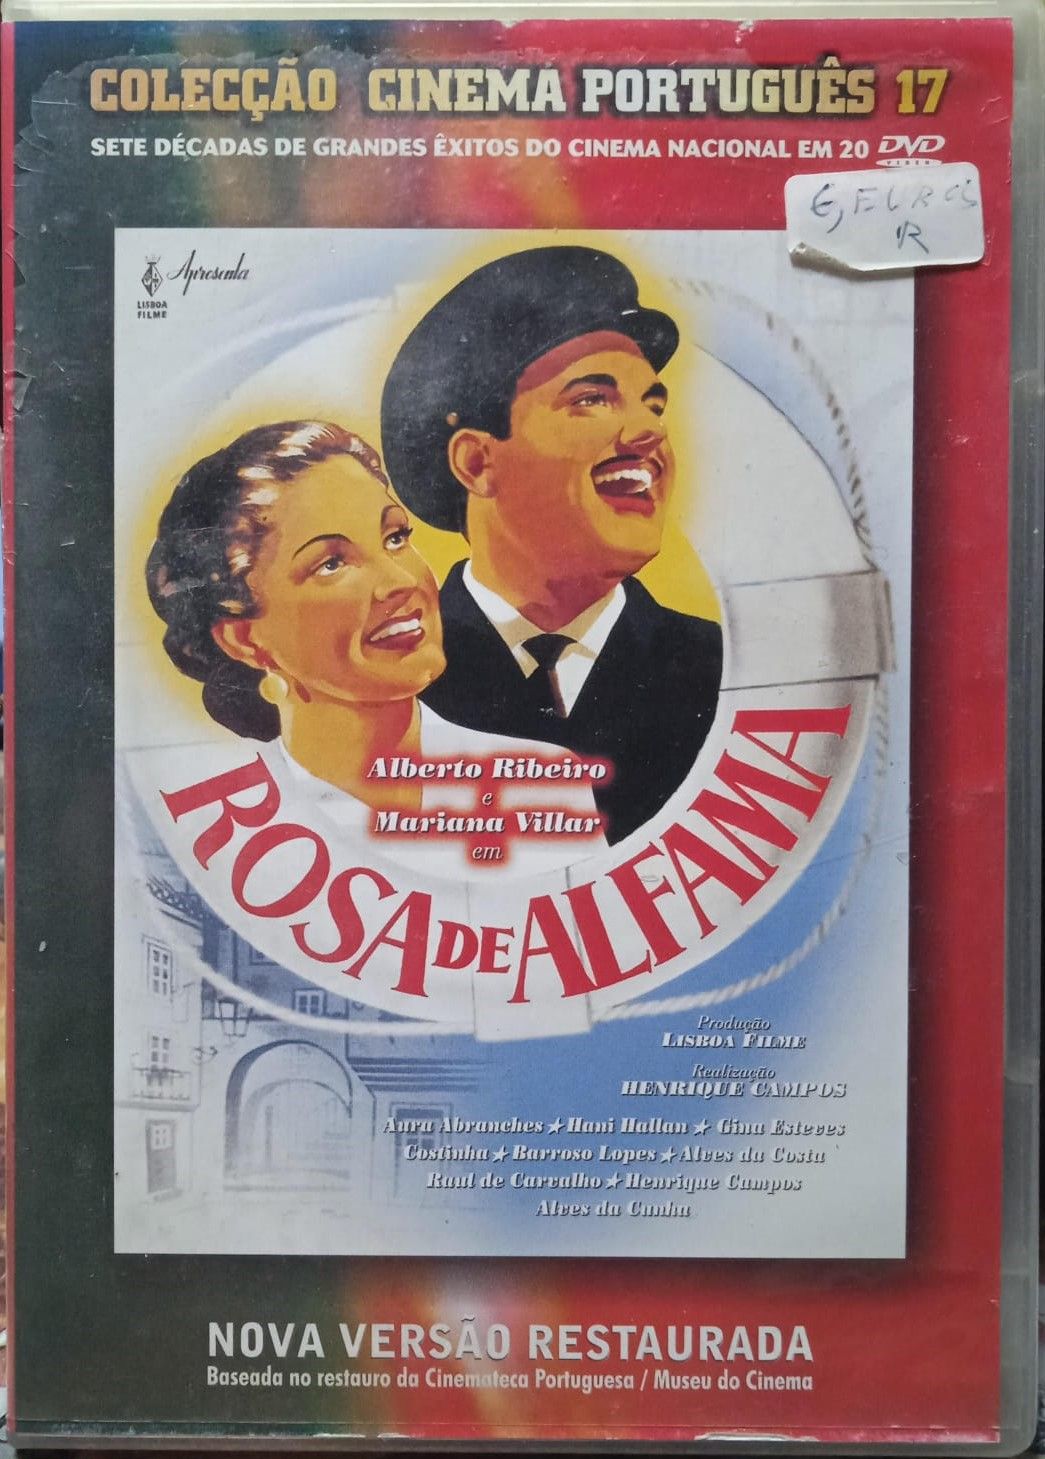 COLECÇÃO CINEMA PORTUGUÊS 17
SETE DÉCADAS DE GRANDES ÊXITOS DO CINEMA NACIONAL EM 20 DVD VIDEO
6, EUROS
R
Apresenta
LISBOA
FILME
Alberto Ribeiro
e
Mariana Villar
em
ROSA DE ALFAMA
Produção
LISBOA FILME
Realização
HENRIQUE CAMPOS
Aura Abranches ★ Hani Hallan ★ Gina Esteves
Costinha ★ Barroso Lopes ★ Alves da Costa
Raul de Carvalho ★ Henrique Campos
Alves da Cunha
NOVA VERSÃO RESTAURADA
Baseada no restauro da Cinemateca Portuguesa / Museu do Cinema